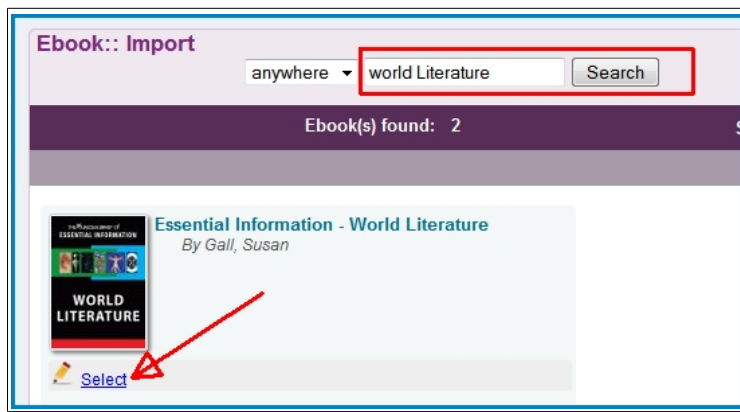 Ebook:: Import
anywhere world Literature Search
Ebook(s) found: 2
Essential Information - World Literature
By Gall, Susan
ESSENTIAL INFORMATION
WORLD
LITERATURE
Select